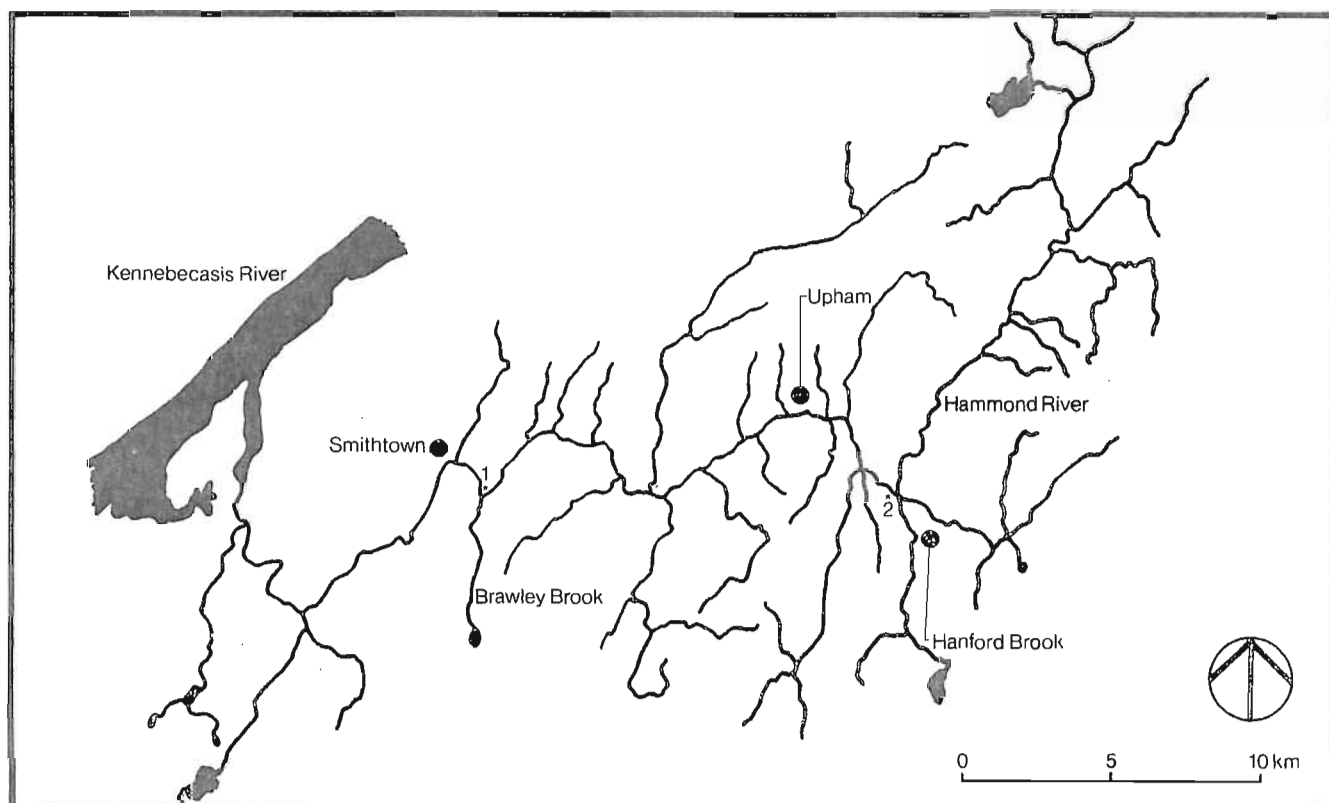 Kennebecasis River
Upham
Hammond River
Smithtown
1
2
Brawley Brook
Hanford Brook
0 5 10 km